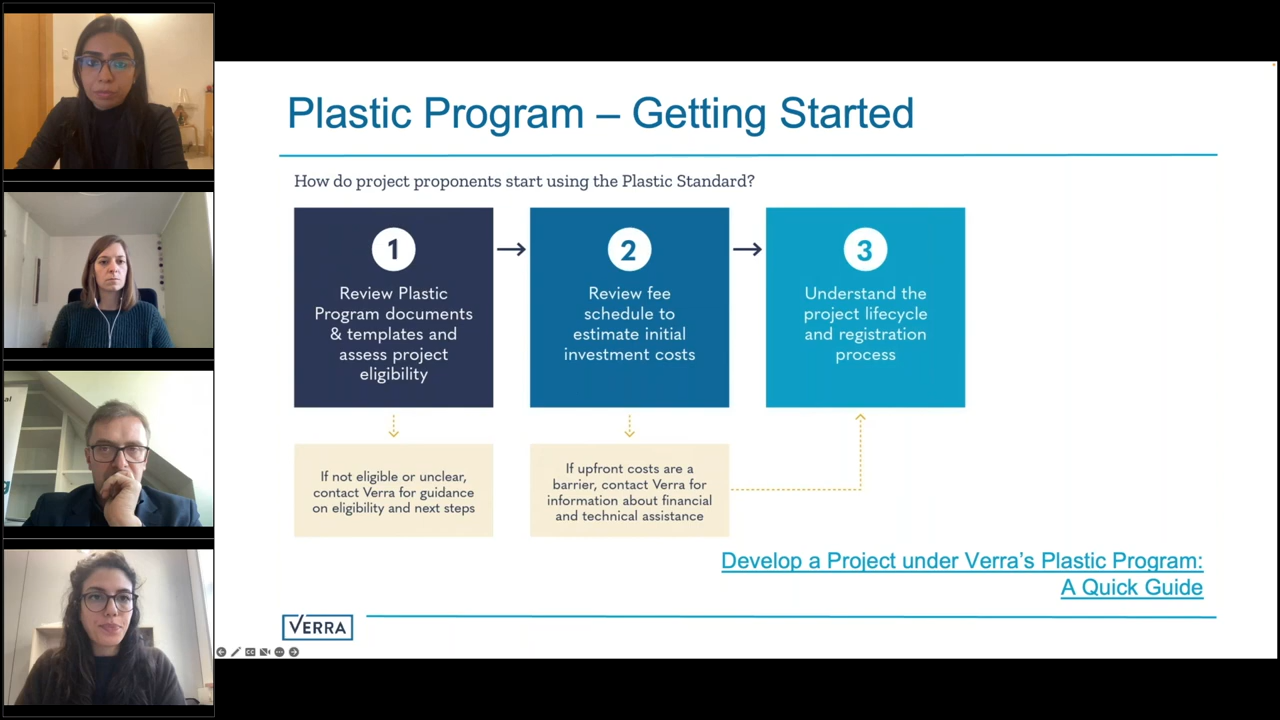 Plastic Program – Getting Started
How do project proponents start using the Plastic Standard?
1
Review Plastic
Program documents
& templates and
assess project
eligibility
2
Review fee
schedule to
estimate initial
investment costs
3
Understand the
project lifecycle
and registration
process
If not eligible or unclear,
contact Verra for guidance
on eligibility and next steps
If upfront costs are a
barrier, contact Verra for
information about financial
and technical assistance
Develop a Project under Verra's Plastic Program:
A Quick Guide
VERRA